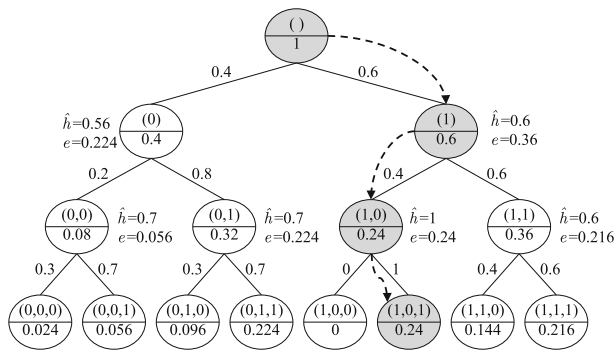 ( )
1
0.4 0.6
ĥ=0.56
e=0.224
(0)
0.4
(1)
0.6
ĥ=0.6
e=0.36
0.2 0.8 0.4 0.6
(0,0)
0.08
ĥ=0.7
e=0.056
(0,1)
0.32
ĥ=0.7
e=0.224
(1,0)
0.24
ĥ=1
e=0.24
(1,1)
0.36
ĥ=0.6
e=0.216
0.3 0.7 0.3 0.7 0 1 0.4 0.6
(0,0,0) (0,0,1) (0,1,0) (0,1,1) (1,0,0) (1,0,1) (1,1,0) (1,1,1)
0.024 0.056 0.096 0.224 0 0.24 0.144 0.216